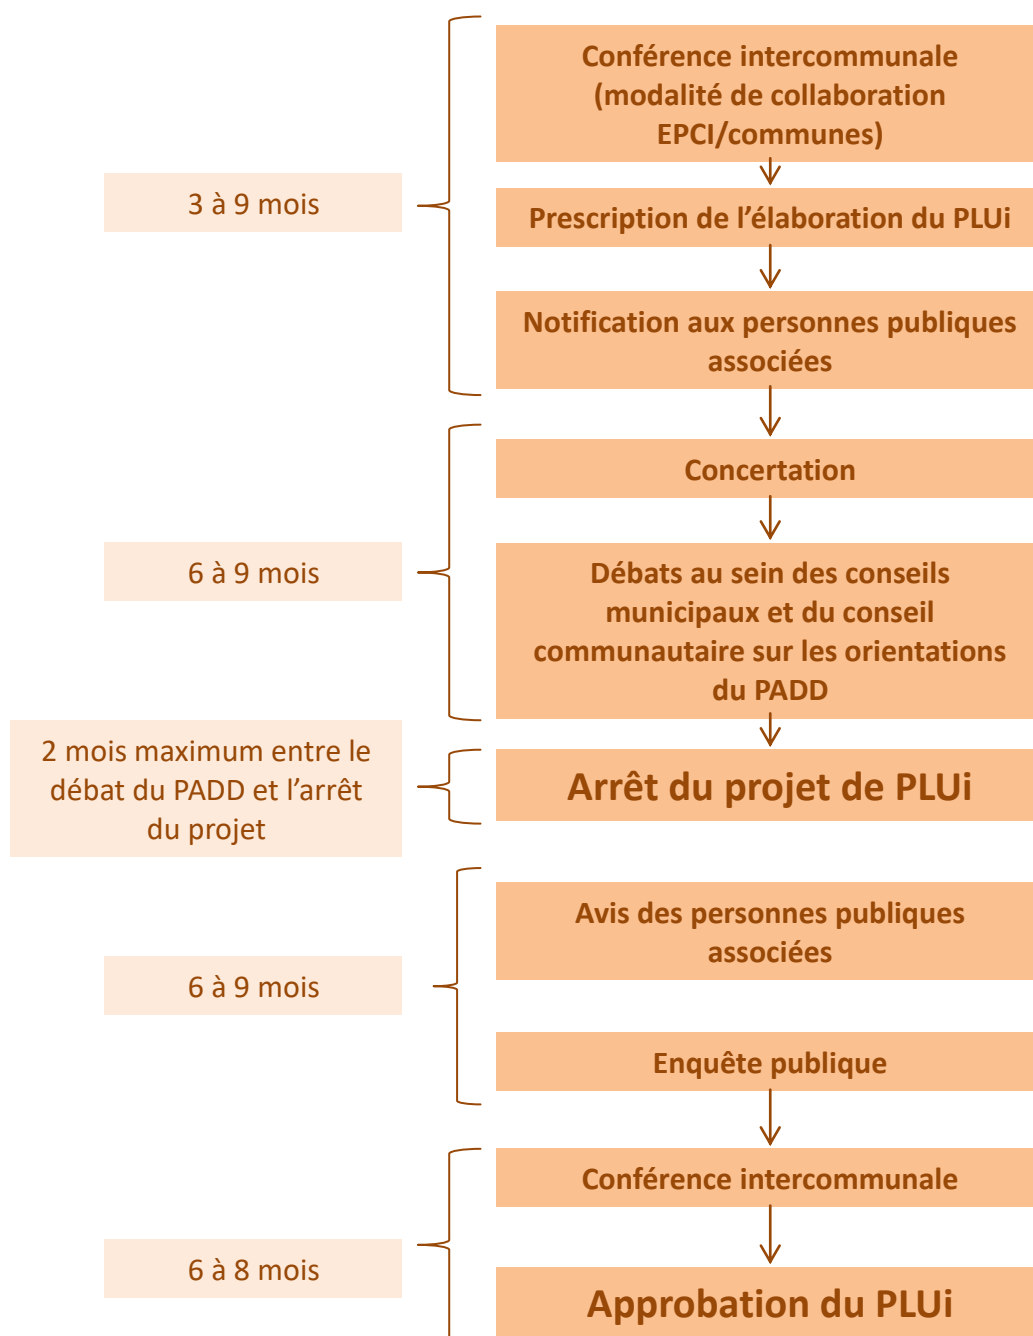 Conférence intercommunale
(modalité de collaboration
EPCI/communes)
3 à 9 mois
Prescription de l’élaboration du PLUi
Notification aux personnes publiques
associées
Concertation
6 à 9 mois
Débats au sein des conseils
municipaux et du conseil
communautaire sur les orientations
du PADD
2 mois maximum entre le
débat du PADD et l’arrêt
du projet
Arrêt du projet de PLUi
Avis des personnes publiques
associées
6 à 9 mois
Enquête publique
Conférence intercommunale
6 à 8 mois
Approbation du PLUi